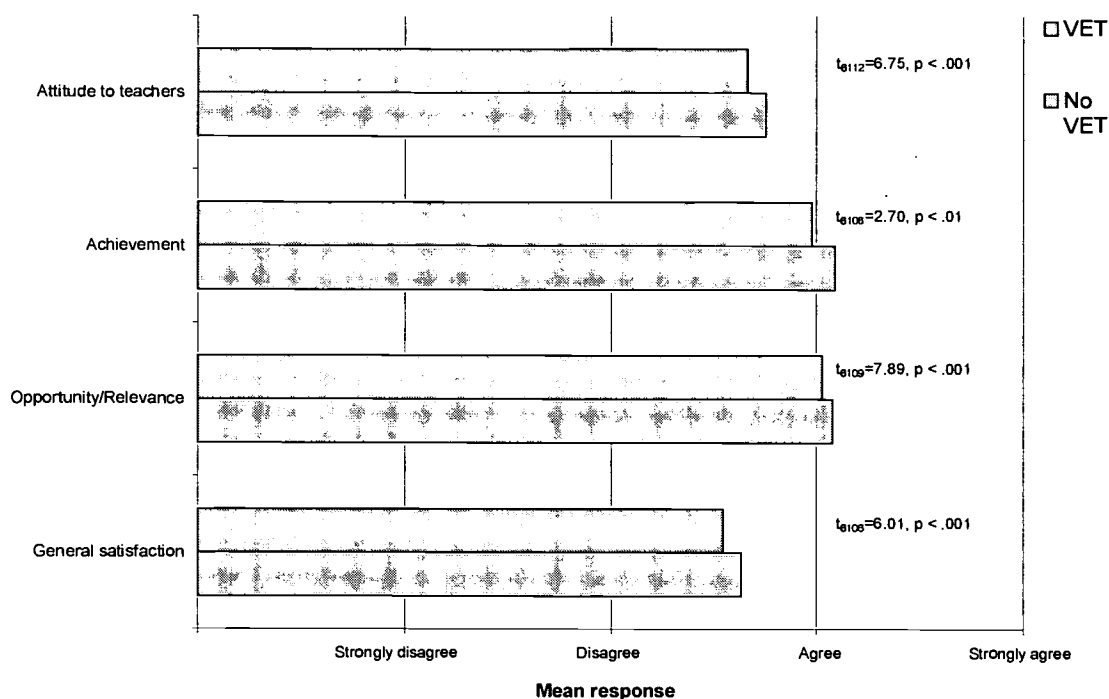 VET
No
VET
Attitude to teachers
t6112=6.75, p < .001
Achievement
t6108=2.70, p < .01
Opportunity/Relevance
t6109=7.89, p < .001
General satisfaction
t6106=6.01, p < .001
Strongly disagree
Disagree
Agree
Strongly agree
Mean response